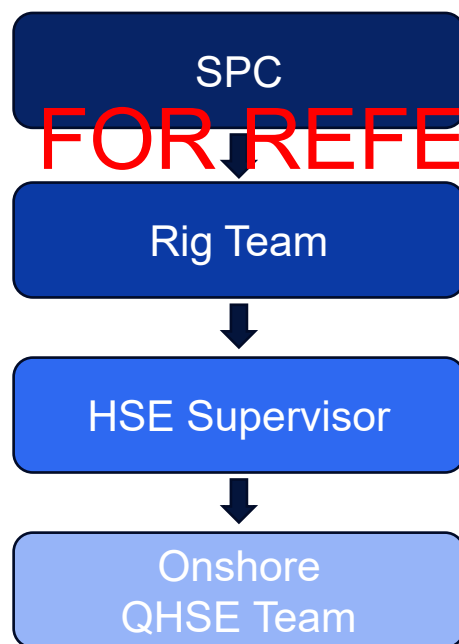 SPC
FOR REFE
Rig Team
HSE Supervisor
Onshore
QHSE Team